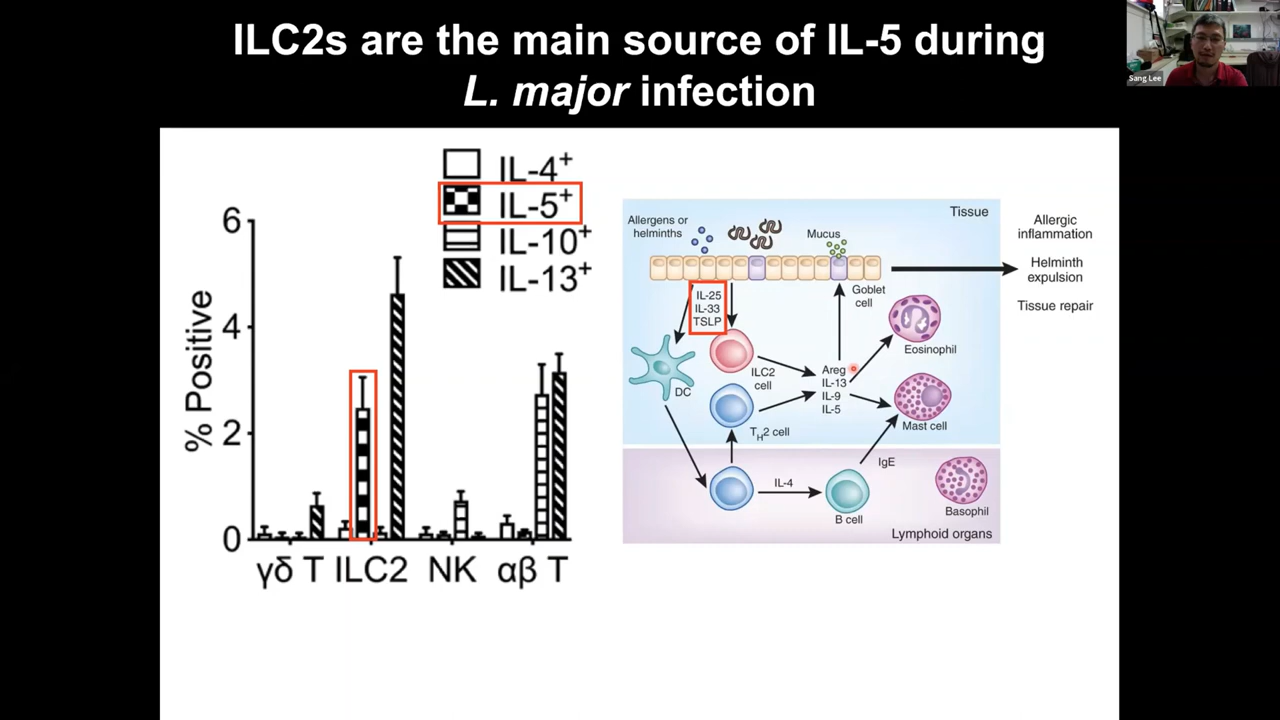 ILC2s are the main source of IL-5 during
L. major infection
Sang Lee
IL-4+
IL-5+
IL-10+
IL-13+
6
4
2
0
% Positive
γδ T
ILC2
NK
αβ T
Tissue
Allergens or
helminths
Mucus
IL-25
IL-33
TSLP
Goblet
cell
Eosinophil
ILC2
cell
DC
Areg
IL-13
IL-9
IL-5
TH2 cell
Mast cell
IgE
IL-4
B cell
Basophil
Lymphoid organs
Allergic
inflammation
Helminth
expulsion
Tissue repair